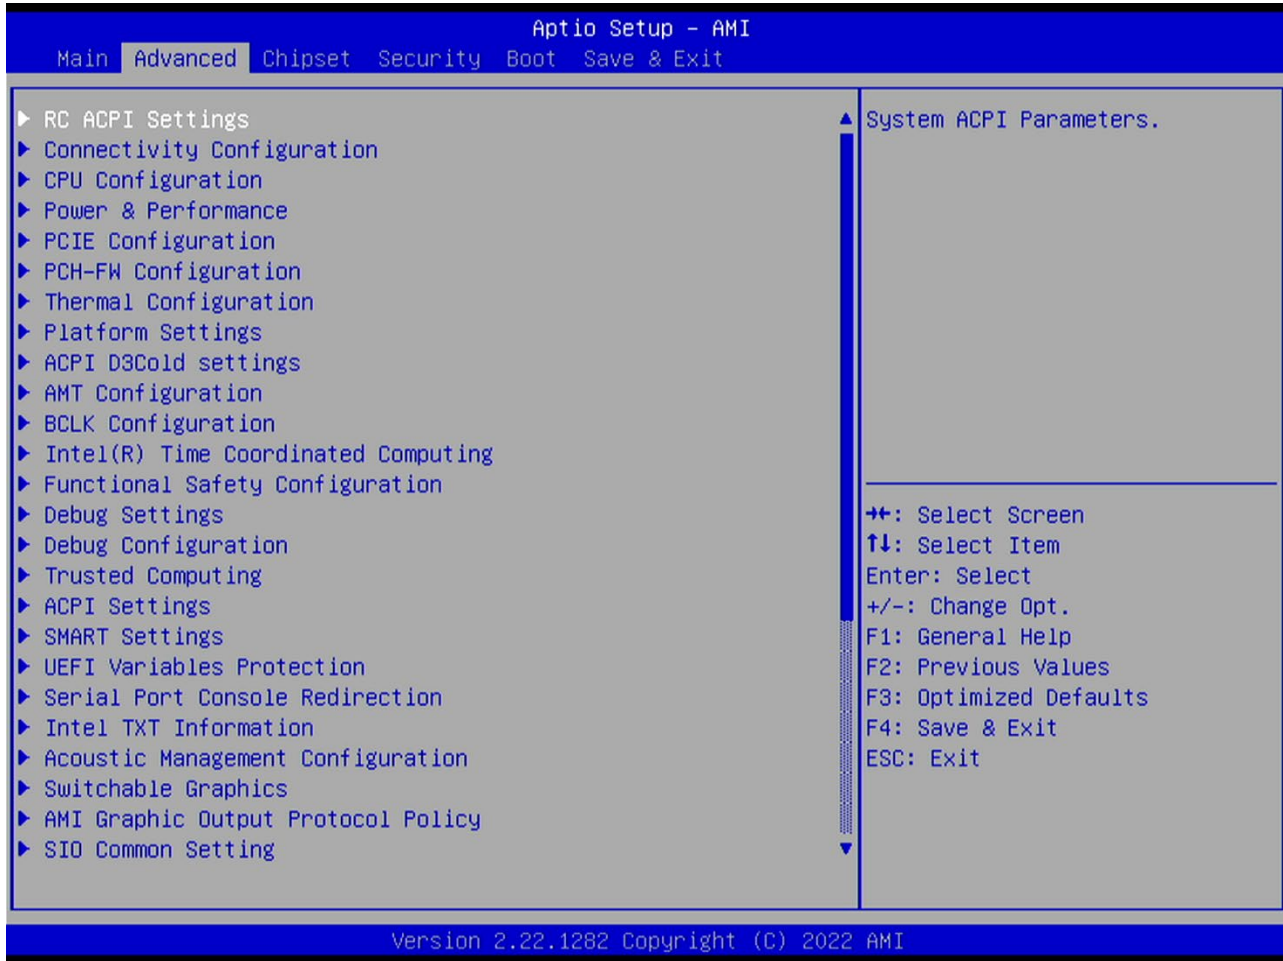 Aptio Setup – AMI
Main Advanced Chipset Security Boot Save & Exit
RC ACPI Settings
Connectivity Configuration
CPU Configuration
Power & Performance
PCIE Configuration
PCH-FW Configuration
Thermal Configuration
Platform Settings
ACPI D3Cold settings
AMT Configuration
BCLK Configuration
Intel(R) Time Coordinated Computing
Functional Safety Configuration
Debug Settings
Debug Configuration
Trusted Computing
ACPI Settings
SMART Settings
UEFI Variables Protection
Serial Port Console Redirection
Intel TXT Information
Acoustic Management Configuration
Switchable Graphics
AMI Graphic Output Protocol Policy
SIO Common Setting
System ACPI Parameters.
→←: Select Screen
↑↓: Select Item
Enter: Select
+/-: Change Opt.
F1: General Help
F2: Previous Values
F3: Optimized Defaults
F4: Save & Exit
ESC: Exit
Version 2.22.1282 Copyright (C) 2022 AMI